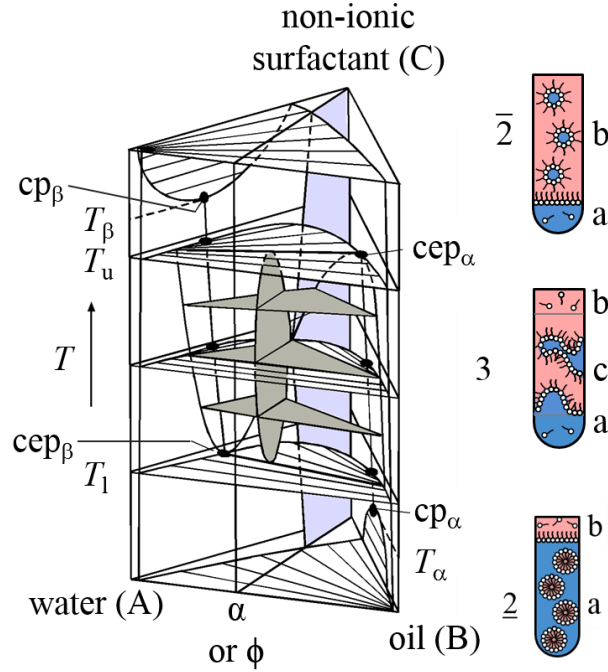 non-ionic
surfactant (C)
2̅
b
a
cpβ
Tβ
Tu
cepα
T
3
b
c
a
cepβ
Tl
cpα
Tα
2̲
b
a
water (A)
α
or ϕ
oil (B)